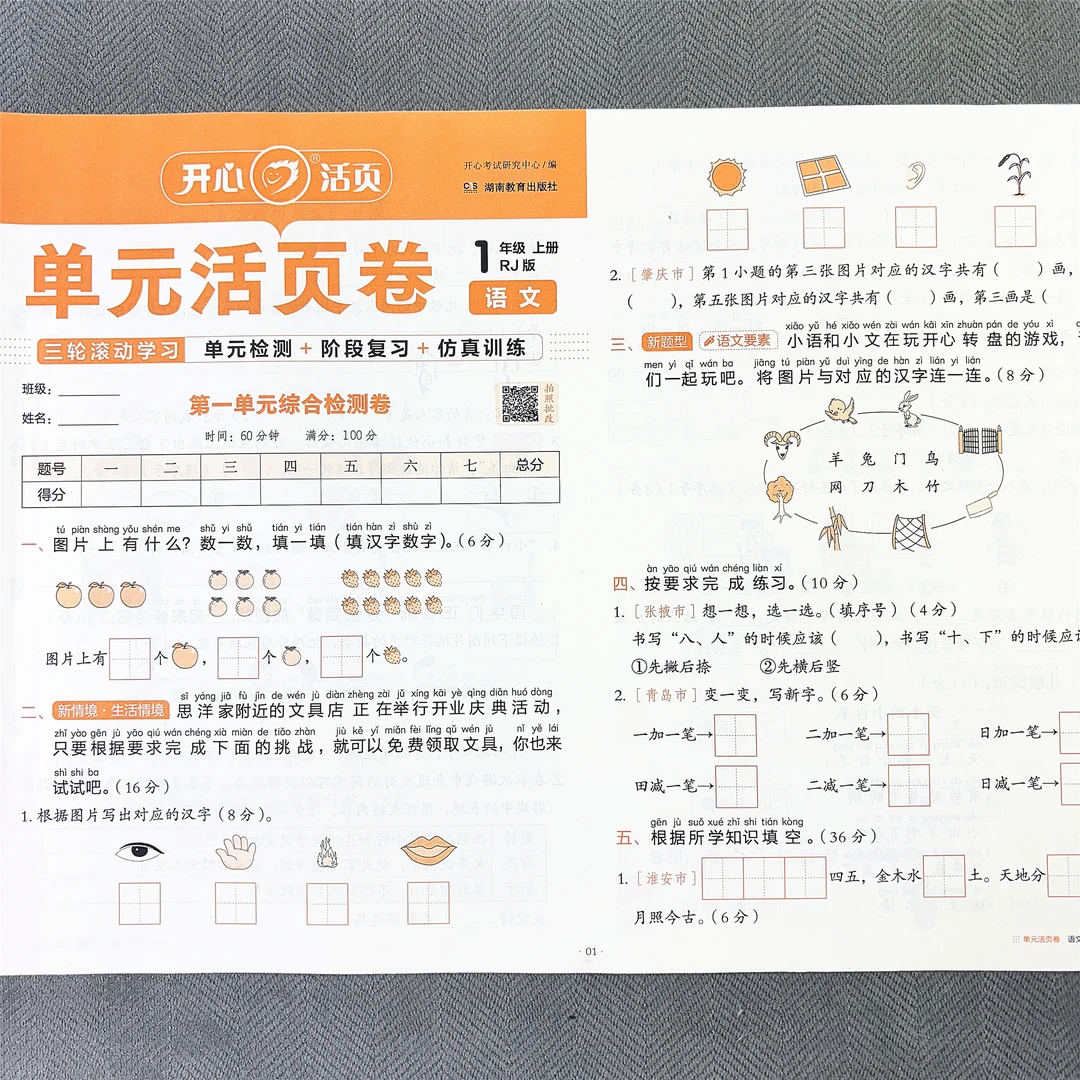 开心®活页
开心考试研究中心/编
湖南教育出版社
单元活页卷
1年级 上册
RJ版
语文
三轮滚动学习 单元检测+阶段复习+仿真训练
班级：
姓名：
第一单元综合检测卷
拍照批改
时间：60分钟 满分：100分
题号 一 二 三 四 五 六 七 总分
得分
tú piàn shàng yǒu shén me shǔ yi shǔ tián yi tián tián hàn zì shù zì
一、图片上有什么？数一数，填一填（填汉字数字）。（6分）
图片上有 个 ， 个 ， 个 。
sī yáng jiā fù jìn de wén jù diàn zhèng zài jǔ xíng kāi yè qìng diǎn huó dòng
二、新情境·生活情境 思洋家附近的文具店正在举行开业庆典活动，
zhǐ yào gēn jù yāo qiú wán chéng xià miàn de tiǎo zhàn jiù kě yǐ miǎn fèi lǐng qǔ wén jù nǐ yě lái
只要根据要求完成下面的挑战，就可以免费领取文具，你也来
shì shi ba
试试吧。（16分）
1. 根据图片写出对应的汉字（8分）。
2.［肇庆市］第1小题的第三张图片对应的汉字共有（ ）画，
（ ），第五张图片对应的汉字共有（ ）画，第三画是（
xiǎo yǔ hé xiǎo wén zài wán kāi xīn zhuàn pán de yóu xì
三、新题型 语文要素 小语和小文在玩开心转盘的游戏，
men yì qǐ wán ba jiāng tú piàn yǔ duì yìng de hàn zì lián yi lián
们一起玩吧。将图片与对应的汉字连一连。（8分）
羊 兔 门 鸟
网 刀 木 竹
àn yāo qiú wán chéng liàn xí
四、按要求完成练习。（10分）
1.［张掖市］想一想，选一选。（填序号）（4分）
书写“八、人”的时候应该（ ），书写“十、下”的时候应
①先撇后捺 ②先横后竖
2.［青岛市］变一变，写新字。（6分）
一加一笔→ 二加一笔→ 日加一笔→
田减一笔→ 二减一笔→ 日减一笔→
gēn jù suǒ xué zhī shi tián kòng
五、根据所学知识填空。（36分）
1.［淮安市］ 四五，金木水 土。天地分
月照今古。（6分）
·01·
单元活页卷 语文